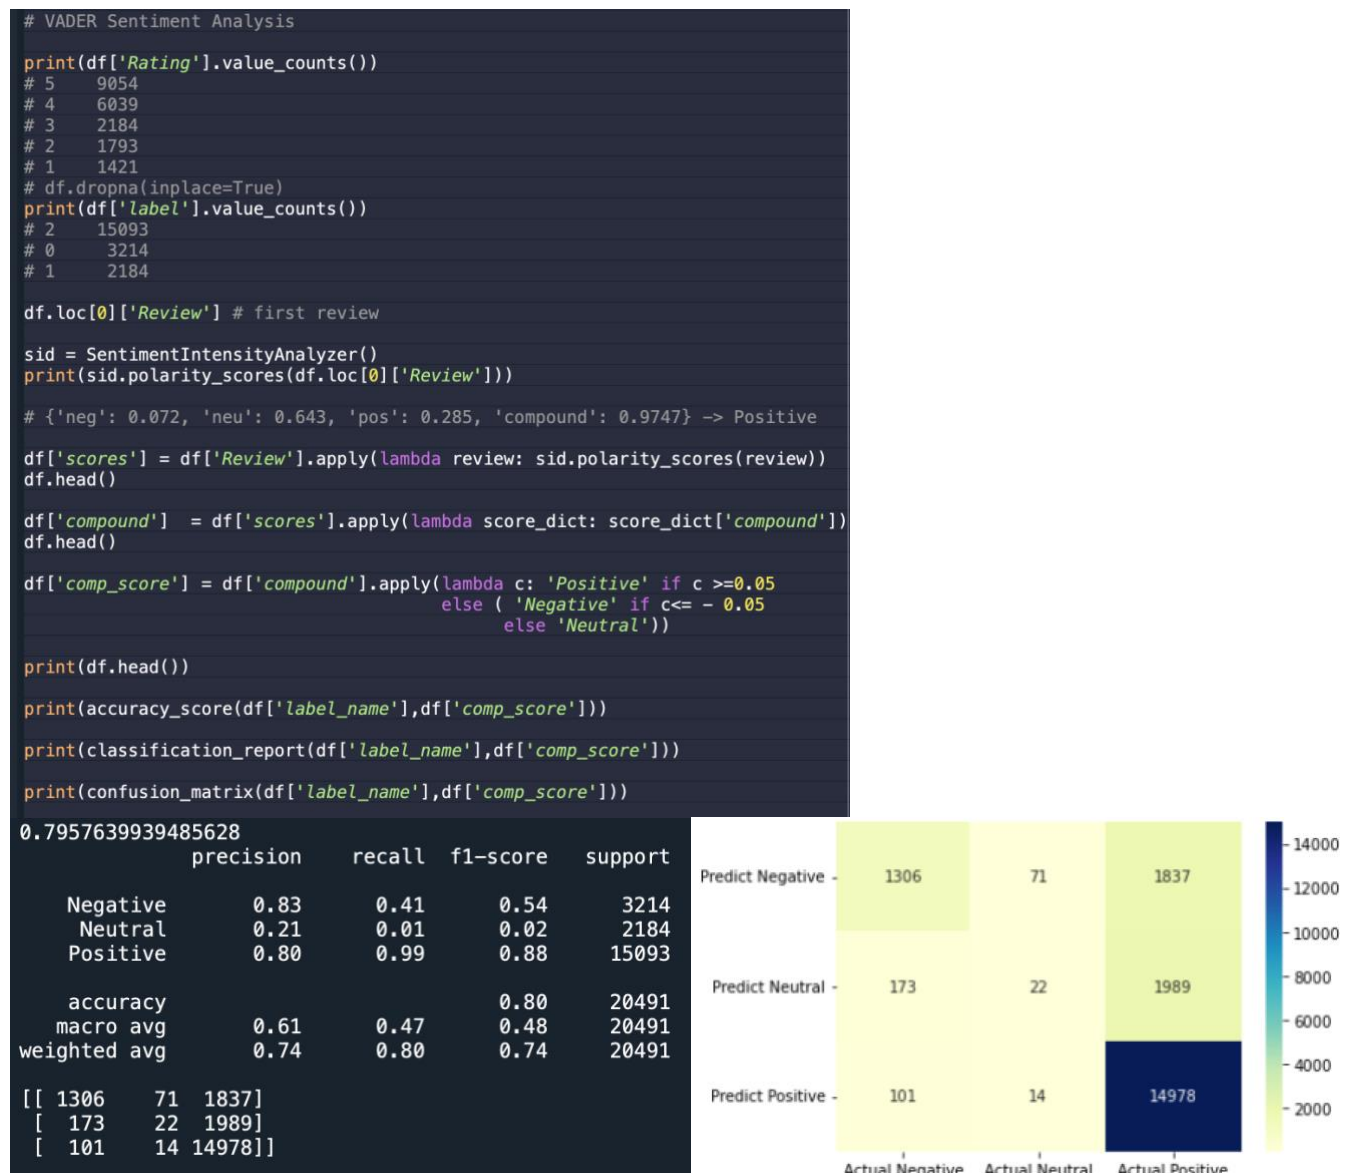 # VADER Sentiment Analysis
print(df['Rating'].value_counts())
# 5    9054
# 4    6039
# 3    2184
# 2    1793
# 1    1421
# df.dropna(inplace=True)
print(df['label'].value_counts())
# 2    15093
# 0     3214
# 1     2184
df.loc[0]['Review'] # first review
sid = SentimentIntensityAnalyzer()
print(sid.polarity_scores(df.loc[0]['Review']))
# {'neg': 0.072, 'neu': 0.643, 'pos': 0.285, 'compound': 0.9747} -> Positive
df['scores'] = df['Review'].apply(lambda review: sid.polarity_scores(review))
df.head()
df['compound']  = df['scores'].apply(lambda score_dict: score_dict['compound'])
df.head()
df['comp_score'] = df['compound'].apply(lambda c: 'Positive' if c >=0.05
else ( 'Negative' if c<= - 0.05
else 'Neutral'))
print(df.head())
print(accuracy_score(df['label_name'],df['comp_score']))
print(classification_report(df['label_name'],df['comp_score']))
print(confusion_matrix(df['label_name'],df['comp_score']))
0.7957639939485628
precision recall f1-score support
Negative 0.83 0.41 0.54 3214
Neutral 0.21 0.01 0.02 2184
Positive 0.80 0.99 0.88 15093
accuracy 0.80 20491
macro avg 0.61 0.47 0.48 20491
weighted avg 0.74 0.80 0.74 20491
[[ 1306 71 1837]
[ 173 22 1989]
[ 101 14 14978]]
Predict Negative 1306 71 1837
Predict Neutral 173 22 1989
Predict Positive 101 14 14978
Actual Negative Actual Neutral Actual Positive
14000
12000
10000
8000
6000
4000
2000